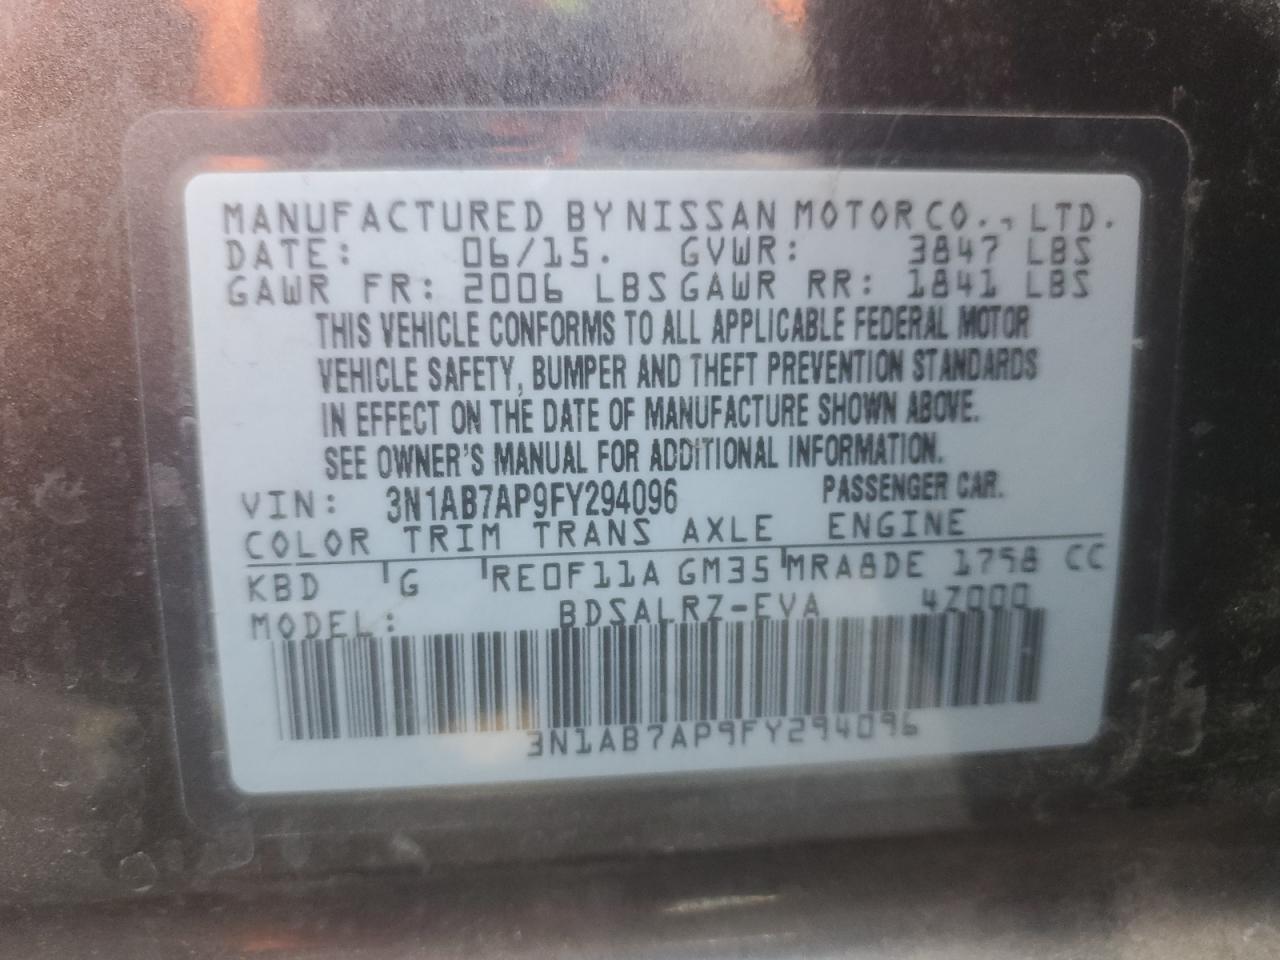 MANUFACTURED BY NISSAN MOTOR CO., LTD.
DATE: 06/15. GVWR: 3847 LBS
GAWR FR: 2006 LBS GAWR RR: 1841 LBS
THIS VEHICLE CONFORMS TO ALL APPLICABLE FEDERAL MOTOR
VEHICLE SAFETY, BUMPER AND THEFT PREVENTION STANDARDS
IN EFFECT ON THE DATE OF MANUFACTURE SHOWN ABOVE.
SEE OWNER'S MANUAL FOR ADDITIONAL INFORMATION.
VIN: 3N1AB7AP9FY294096 PASSENGER CAR.
COLOR TRIM TRANS AXLE ENGINE
KBD G RE0F11A GM35 MRA8DE 1798 CC
MODEL: BDSALRZ-EVA 4Z000
3N1AB7AP9FY294096